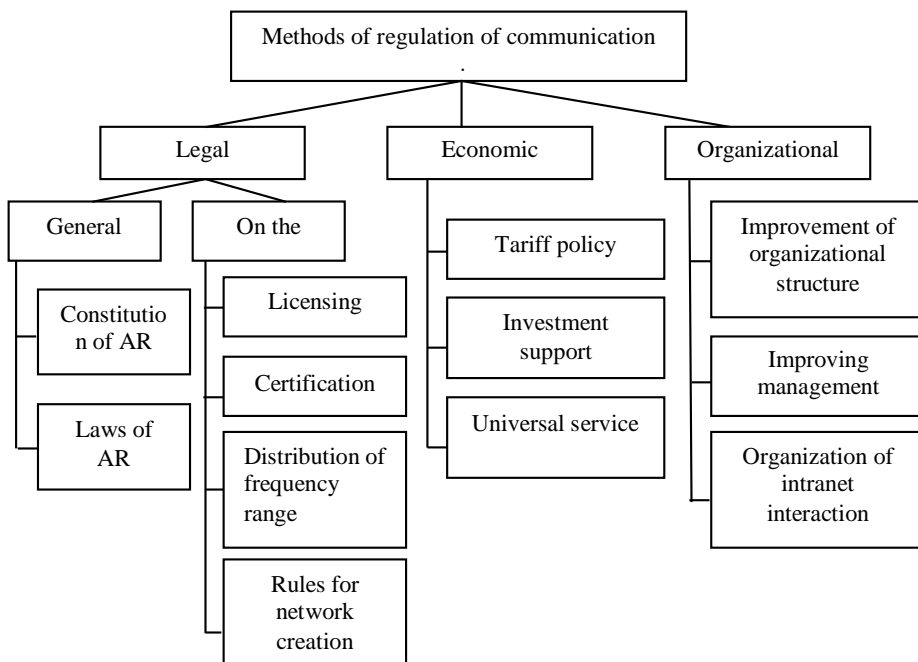 Methods of regulation of communication
.
Legal
Economic
Organizational
General
On the
Constitutio
n of AR
Laws of
AR
Licensing
Certification
Distribution of
frequency
range
Rules for
network
creation
Tariff policy
Investment
support
Universal service
Improvement of
organizational
structure
Improving
management
Organization of
intranet
interaction